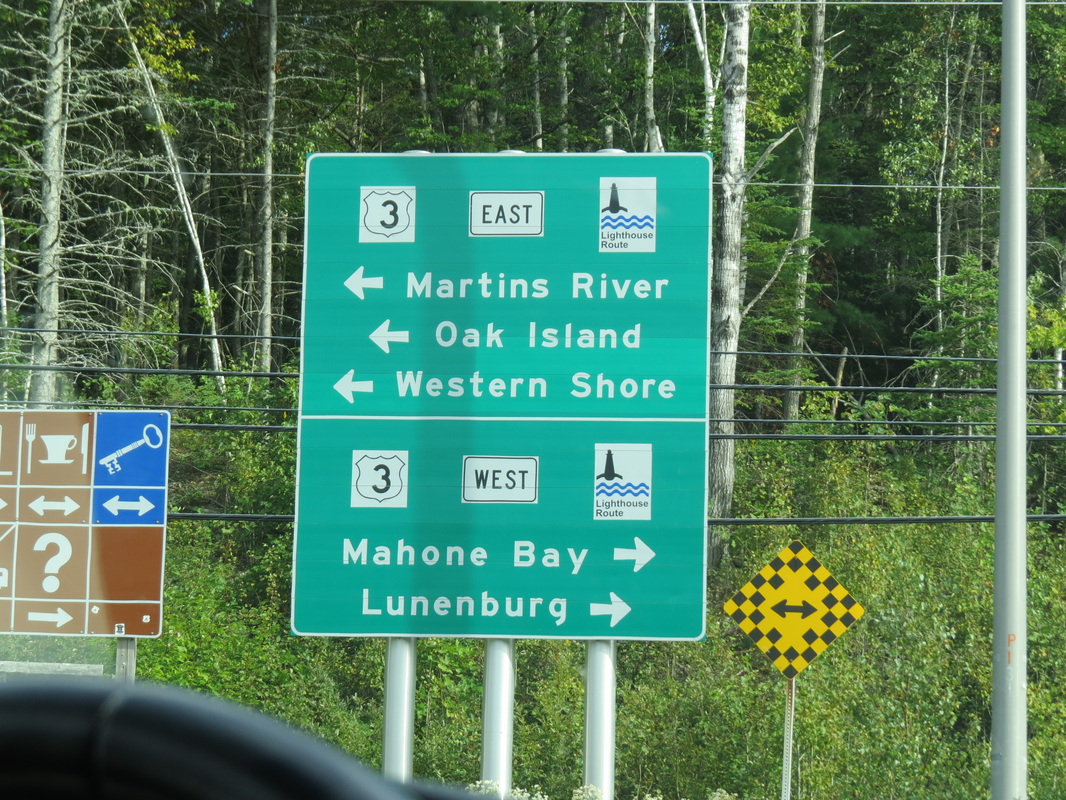 3 EAST
Lighthouse
Route
Martins River
Oak Island
Western Shore
3 WEST
Lighthouse
Route
Mahone Bay
Lunenburg
?
P